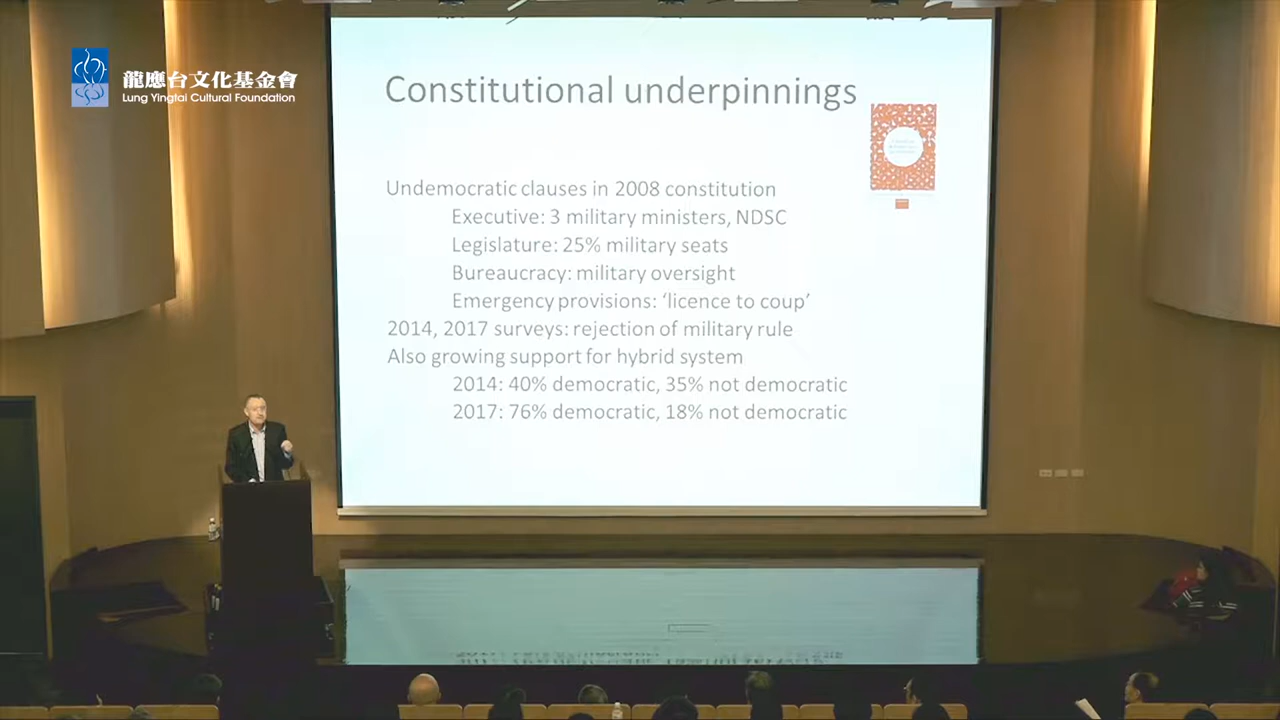 龍應台文化基金會
Lung Yingtai Cultural Foundation
Constitutional underpinnings
Undemocratic clauses in 2008 constitution
Executive: 3 military ministers, NDSC
Legislature: 25% military seats
Bureaucracy: military oversight
Emergency provisions: ‘licence to coup’
2014, 2017 surveys: rejection of military rule
Also growing support for hybrid system
2014: 40% democratic, 35% not democratic
2017: 76% democratic, 18% not democratic